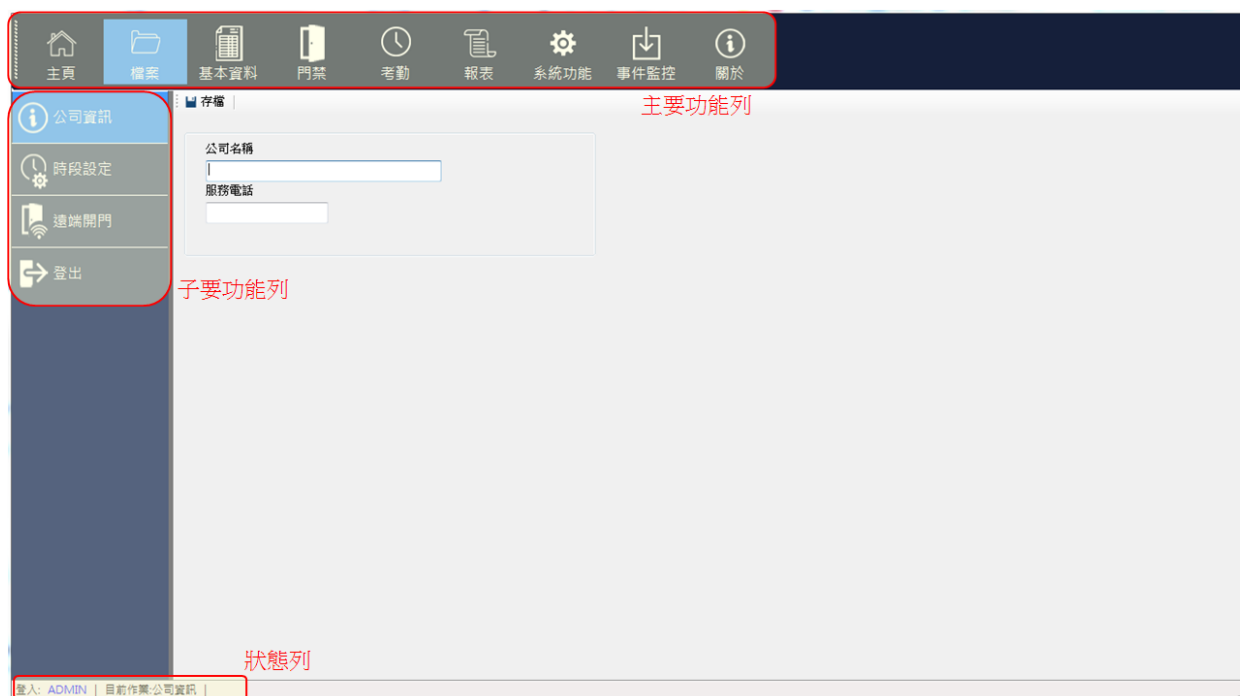 主頁 檔案 基本資料 門禁 考勤 報表 系統功能 事件監控 關於
主要功能列
公司資訊
時段設定
遠端開門
登出
子要功能列
存檔
公司名稱
服務電話
狀態列
登入: ADMIN | 目前作業:公司資訊 |